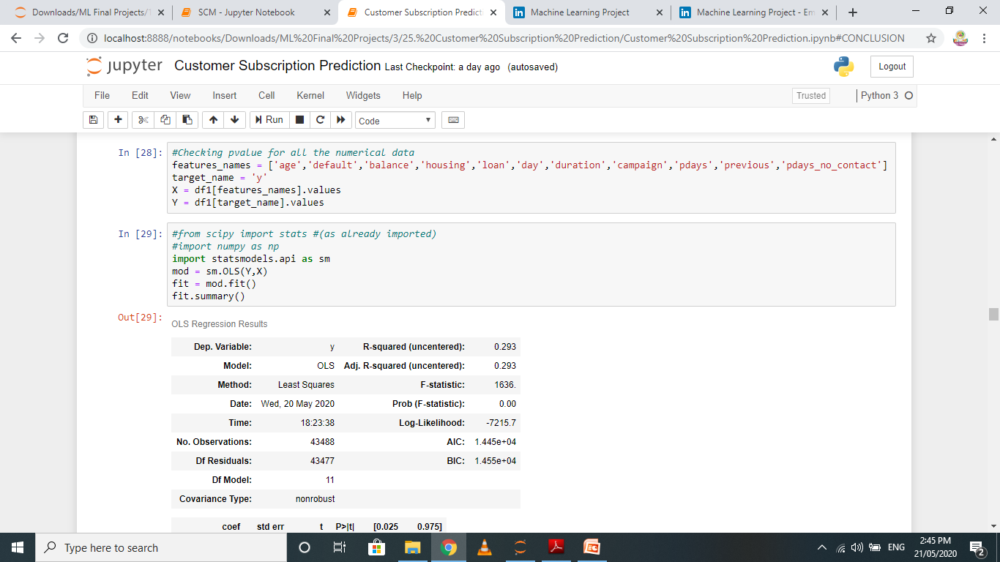 Downloads/ML Final Projects/
SCM - Jupyter Notebook
Customer Subscription Predict
Machine Learning Project
Machine Learning Project - Em
localhost:8888/notebooks/Downloads/ML%20Final%20Projects/3/25.%20Customer%20Subscription%20Prediction/Customer%20Subscription%20Prediction.ipynb#CONCLUSION
jupyter Customer Subscription Prediction Last Checkpoint: a day ago (autosaved)
Logout
File Edit View Insert Cell Kernel Widgets Help
Trusted
Python 3
Run
Code
In [28]:
#Checking pvalue for all the numerical data
features_names = ['age','default','balance','housing','loan','day','duration','campaign','pdays','previous','pdays_no_contact']
target_name = 'y'
X = df1[features_names].values
Y = df1[target_name].values
In [29]:
#from scipy import stats #(as already imported)
#import numpy as np
import statsmodels.api as sm
mod = sm.OLS(Y,X)
fit = mod.fit()
fit.summary()
Out[29]:
OLS Regression Results
Dep. Variable: y R-squared (uncentered): 0.293
Model: OLS Adj. R-squared (uncentered): 0.293
Method: Least Squares F-statistic: 1636.
Date: Wed, 20 May 2020 Prob (F-statistic): 0.00
Time: 18:23:38 Log-Likelihood: -7215.7
No. Observations: 43488 AIC: 1.445e+04
Df Residuals: 43477 BIC: 1.455e+04
Df Model: 11
Covariance Type: nonrobust
coef std err t P>|t| [0.025 0.975]
Type here to search
ENG
2:45 PM
21/05/2020
2